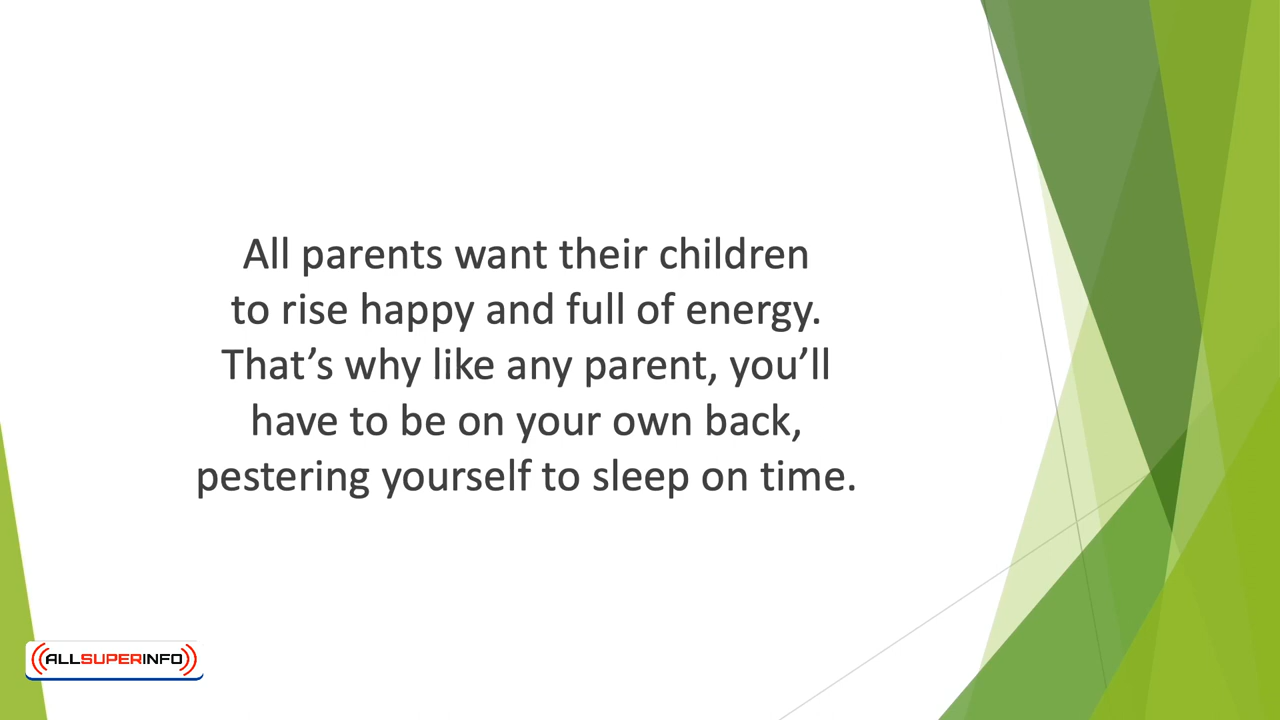 All parents want their children
to rise happy and full of energy.
That’s why like any parent, you’ll
have to be on your own back,
pestering yourself to sleep on time.
ALLSUPERINFO